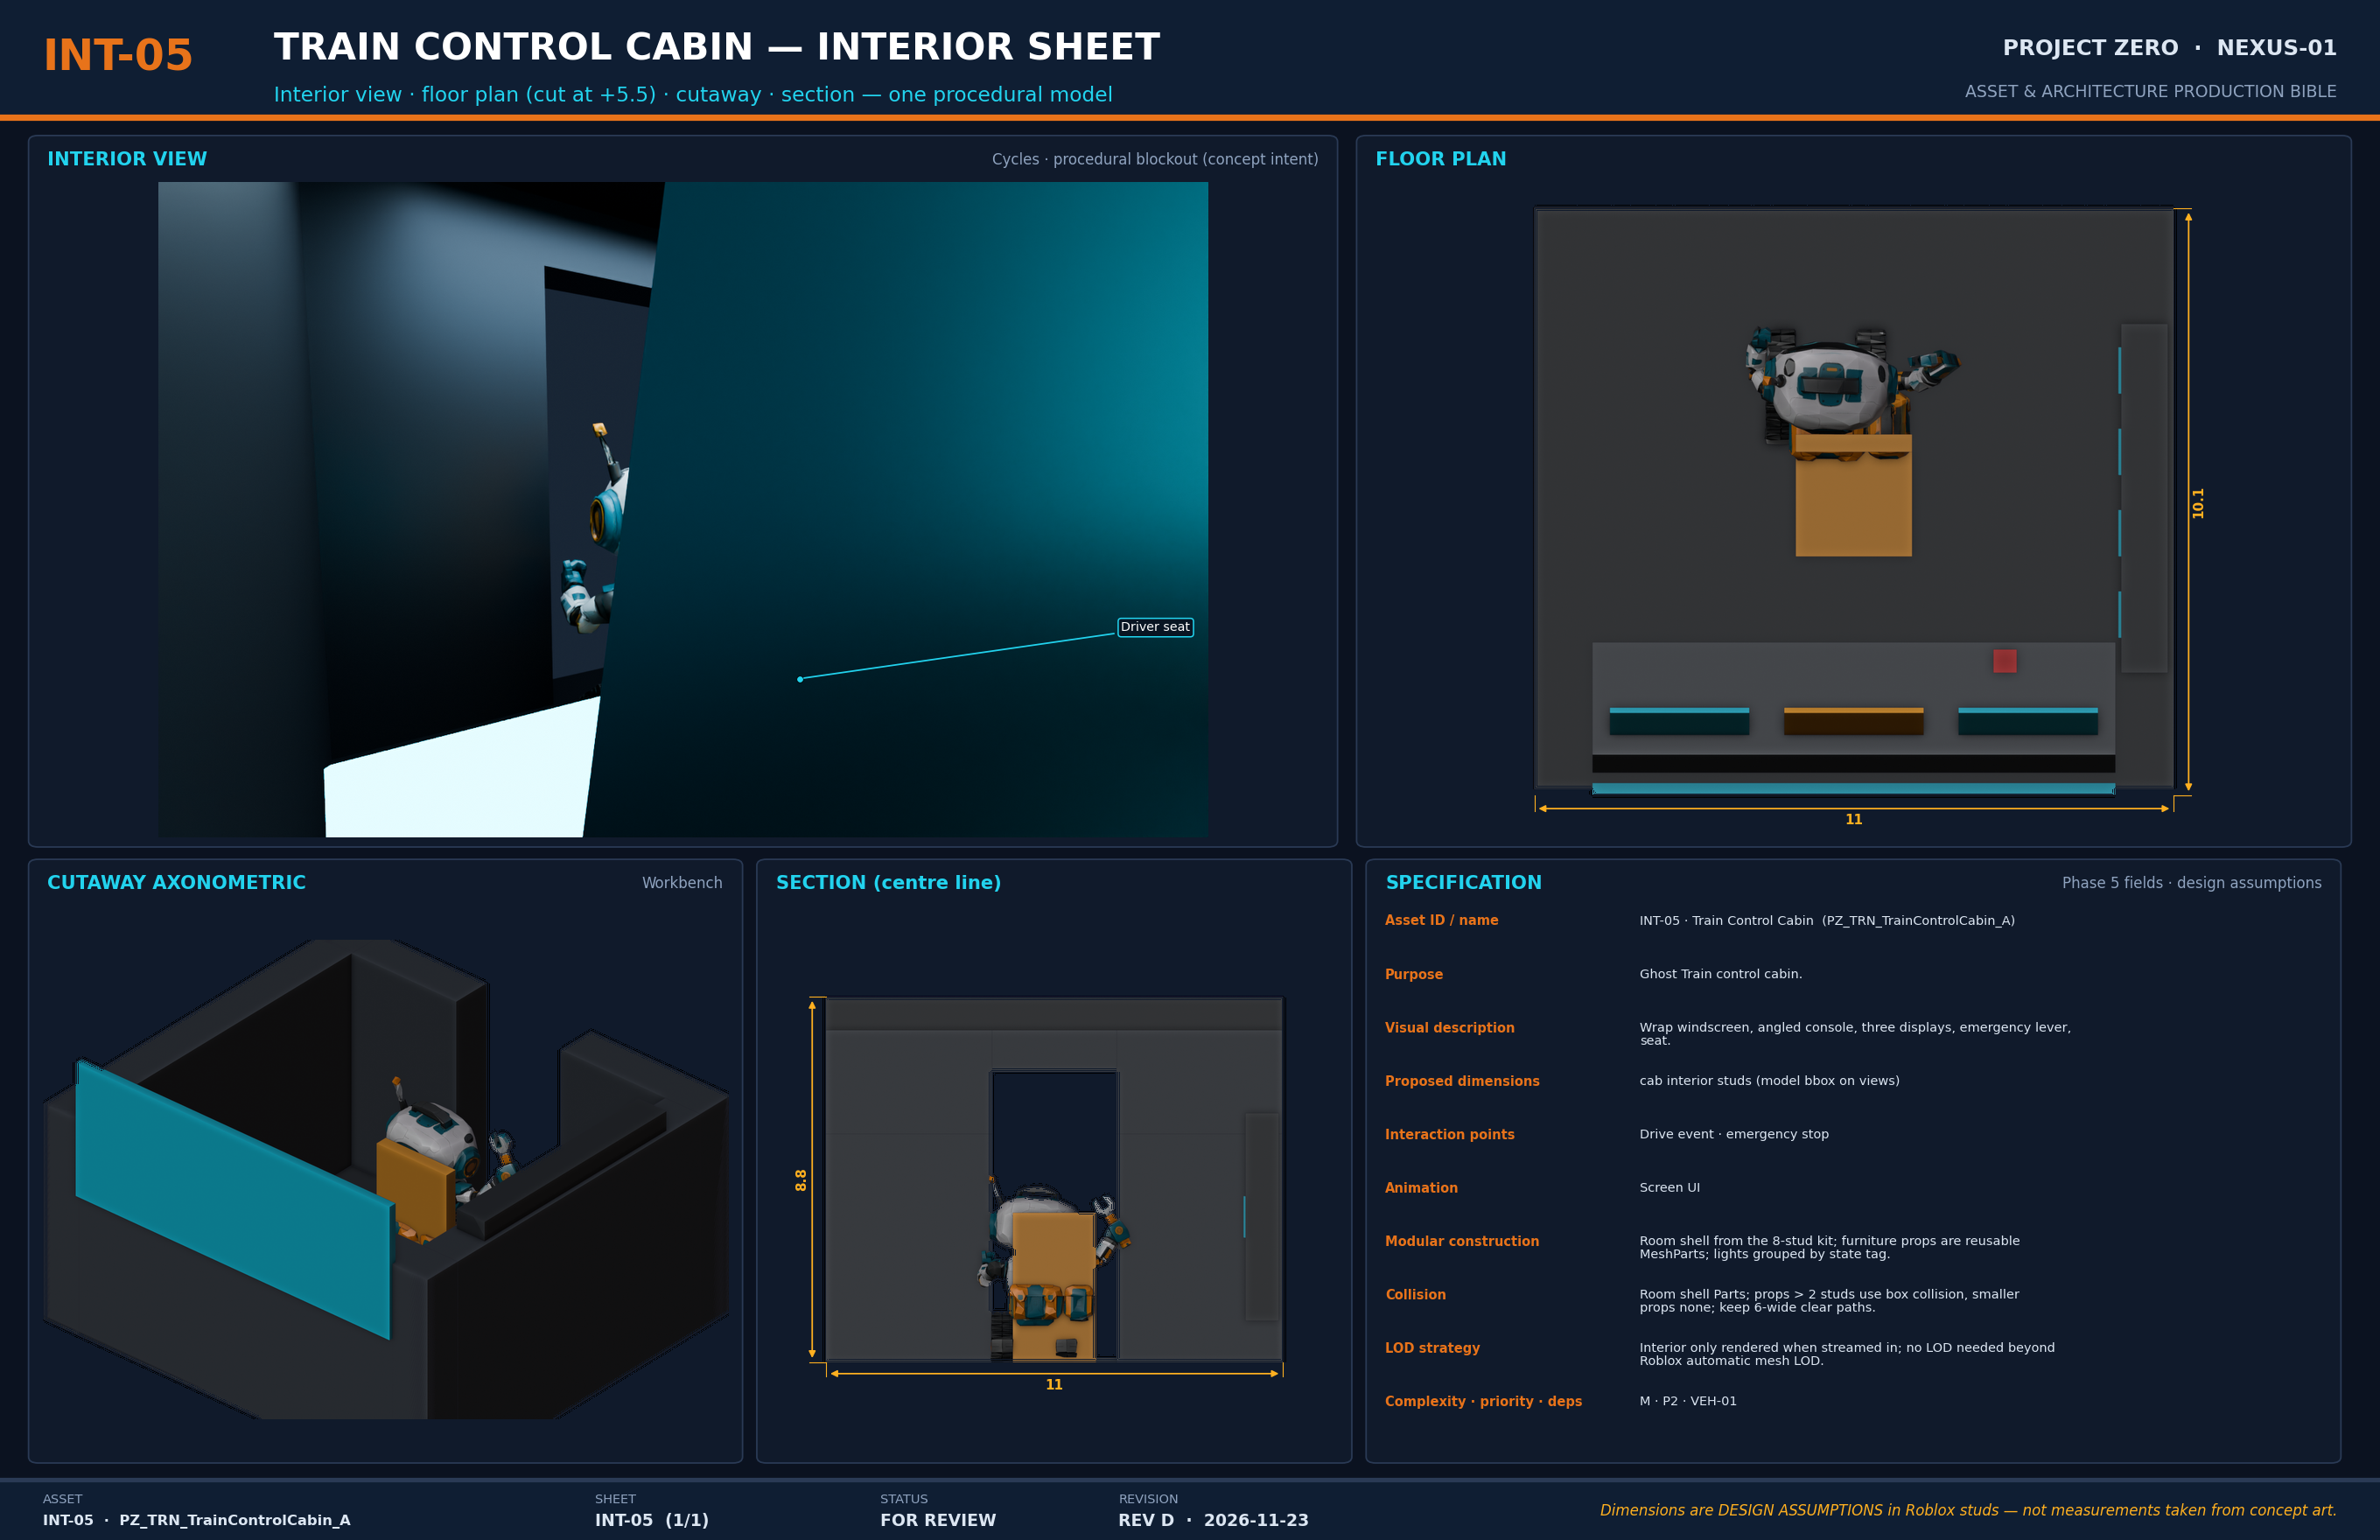 INT-05
TRAIN CONTROL CABIN — INTERIOR SHEET
Interior view · floor plan (cut at +5.5) · cutaway · section — one procedural model
PROJECT ZERO · NEXUS-01
ASSET & ARCHITECTURE PRODUCTION BIBLE
INTERIOR VIEW
Cycles · procedural blockout (concept intent)
Driver seat
FLOOR PLAN
10.1
11
CUTAWAY AXONOMETRIC
Workbench
SECTION (centre line)
8.8
11
SPECIFICATION
Phase 5 fields · design assumptions
Asset ID / name
INT-05 · Train Control Cabin (PZ_TRN_TrainControlCabin_A)
Purpose
Ghost Train control cabin.
Visual description
Wrap windscreen, angled console, three displays, emergency lever,
seat.
Proposed dimensions
cab interior studs (model bbox on views)
Interaction points
Drive event · emergency stop
Animation
Screen UI
Modular construction
Room shell from the 8-stud kit; furniture props are reusable
MeshParts; lights grouped by state tag.
Collision
Room shell Parts; props > 2 studs use box collision, smaller
props none; keep 6-wide clear paths.
LOD strategy
Interior only rendered when streamed in; no LOD needed beyond
Roblox automatic mesh LOD.
Complexity · priority · deps
M · P2 · VEH-01
ASSET
INT-05 · PZ_TRN_TrainControlCabin_A
SHEET
INT-05 (1/1)
STATUS
FOR REVIEW
REVISION
REV D · 2026-11-23
Dimensions are DESIGN ASSUMPTIONS in Roblox studs — not measurements taken from concept art.